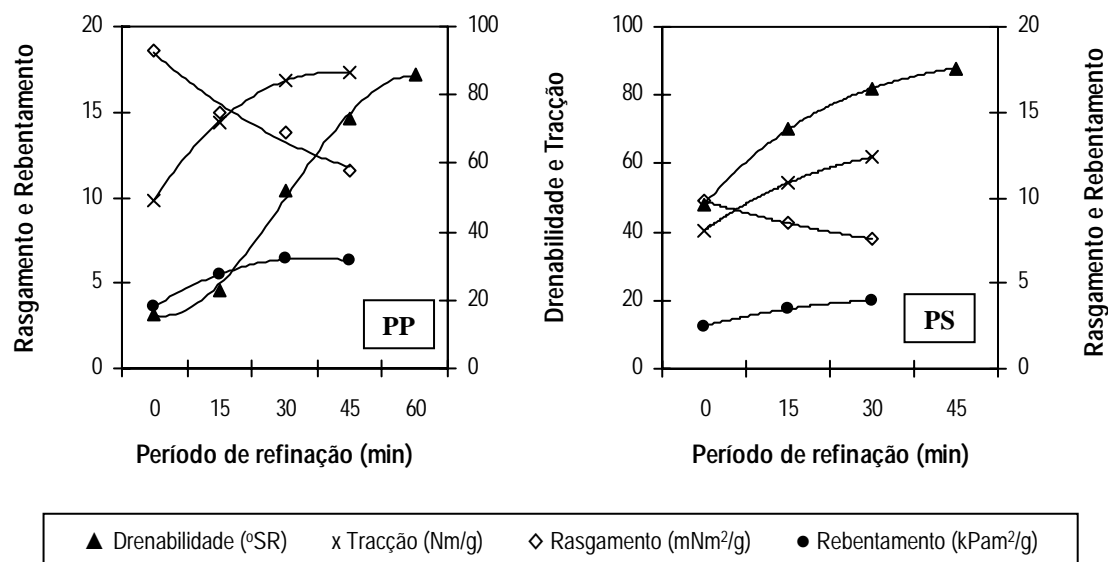 Rasgamento e Rebentamento
20
15
10
5
0
100
80
60
40
20
0
PP
0 15 30 45 60
Período de refinação (min)
Drenabilidade e Tracção
100
80
60
40
20
0
20
15
10
5
0
Rasgamento e Rebentamento
PS
0 15 30 45
Período de refinação (min)
▲ Drenabilidade (ºSR) x Tracção (Nm/g) ◇ Rasgamento (mNm²/g) ● Rebentamento (kPam²/g)